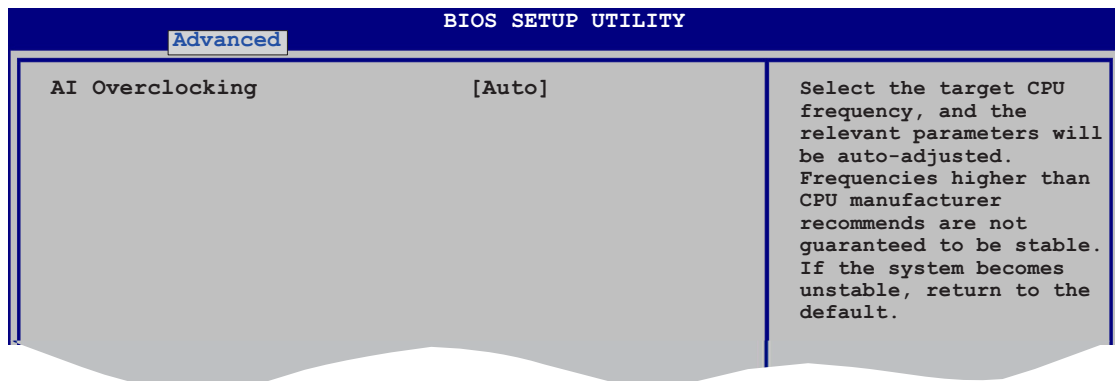 BIOS SETUP UTILITY
Advanced
AI Overclocking [Auto]
Select the target CPU
frequency, and the
relevant parameters will
be auto-adjusted.
Frequencies higher than
CPU manufacturer
recommends are not
guaranteed to be stable.
If the system becomes
unstable, return to the
default.